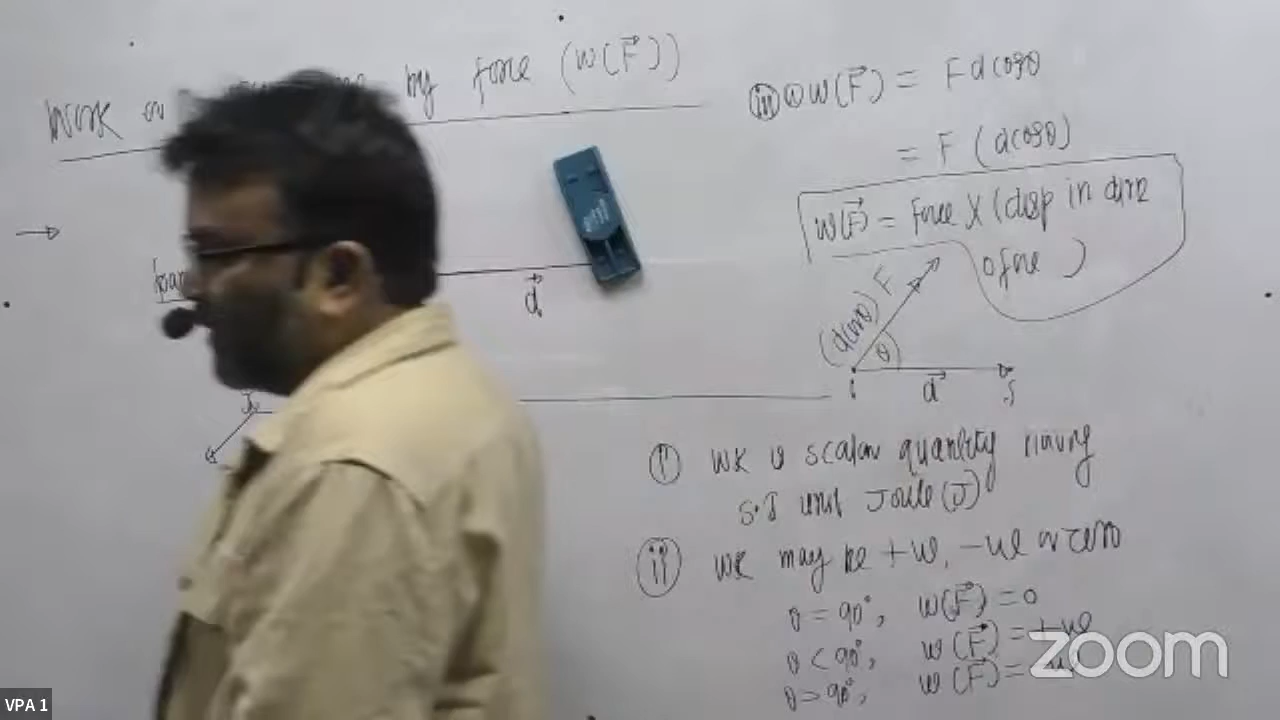 Work by force (W(F⃗))
d⃗
(iii) W(F⃗) = Fd cosθ
= F (d cosθ)
W(F⃗) = Force X (disp in dirn
of force )
(d cosθ) F
θ
i d⃗ f
(i) WK is scalar quantity having
S.I unit Joule (J)
(ii) WK may be +ve, -ve or zero
θ = 90°, W(F⃗) = 0
θ < 90°, W(F⃗) = +ve
θ > 90°, W(F⃗) =
zoom
VPA 1